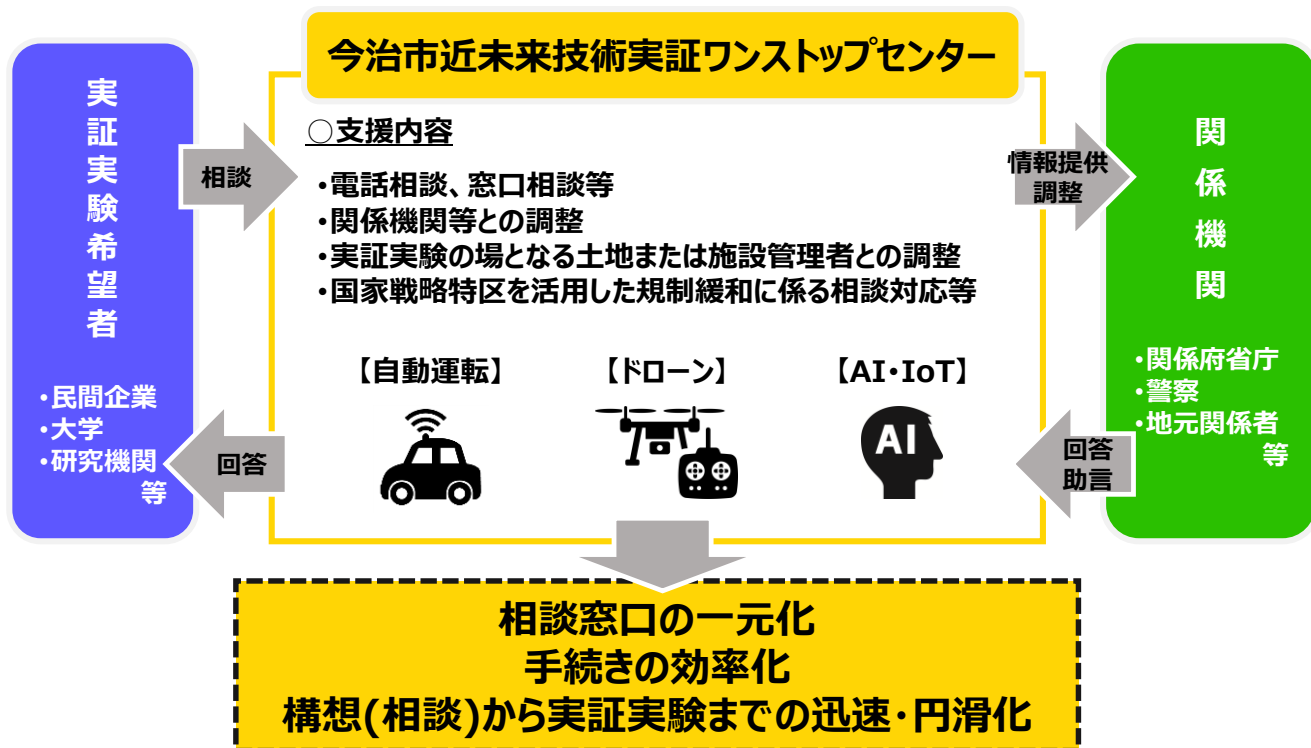 今治市近未来技術実証ワンストップセンター
実証実験希望者
・民間企業
・大学
・研究機関
等
相談
回答
○支援内容
・電話相談、窓口相談等
・関係機関等との調整
・実証実験の場となる土地または施設管理者との調整
・国家戦略特区を活用した規制緩和に係る相談対応等
【自動運転】
【ドローン】
【AI・IoT】
AI
情報提供
調整
回答
助言
関係機関
・関係府省庁
・警察
・地元関係者
等
相談窓口の一元化
手続きの効率化
構想(相談)から実証実験までの迅速・円滑化